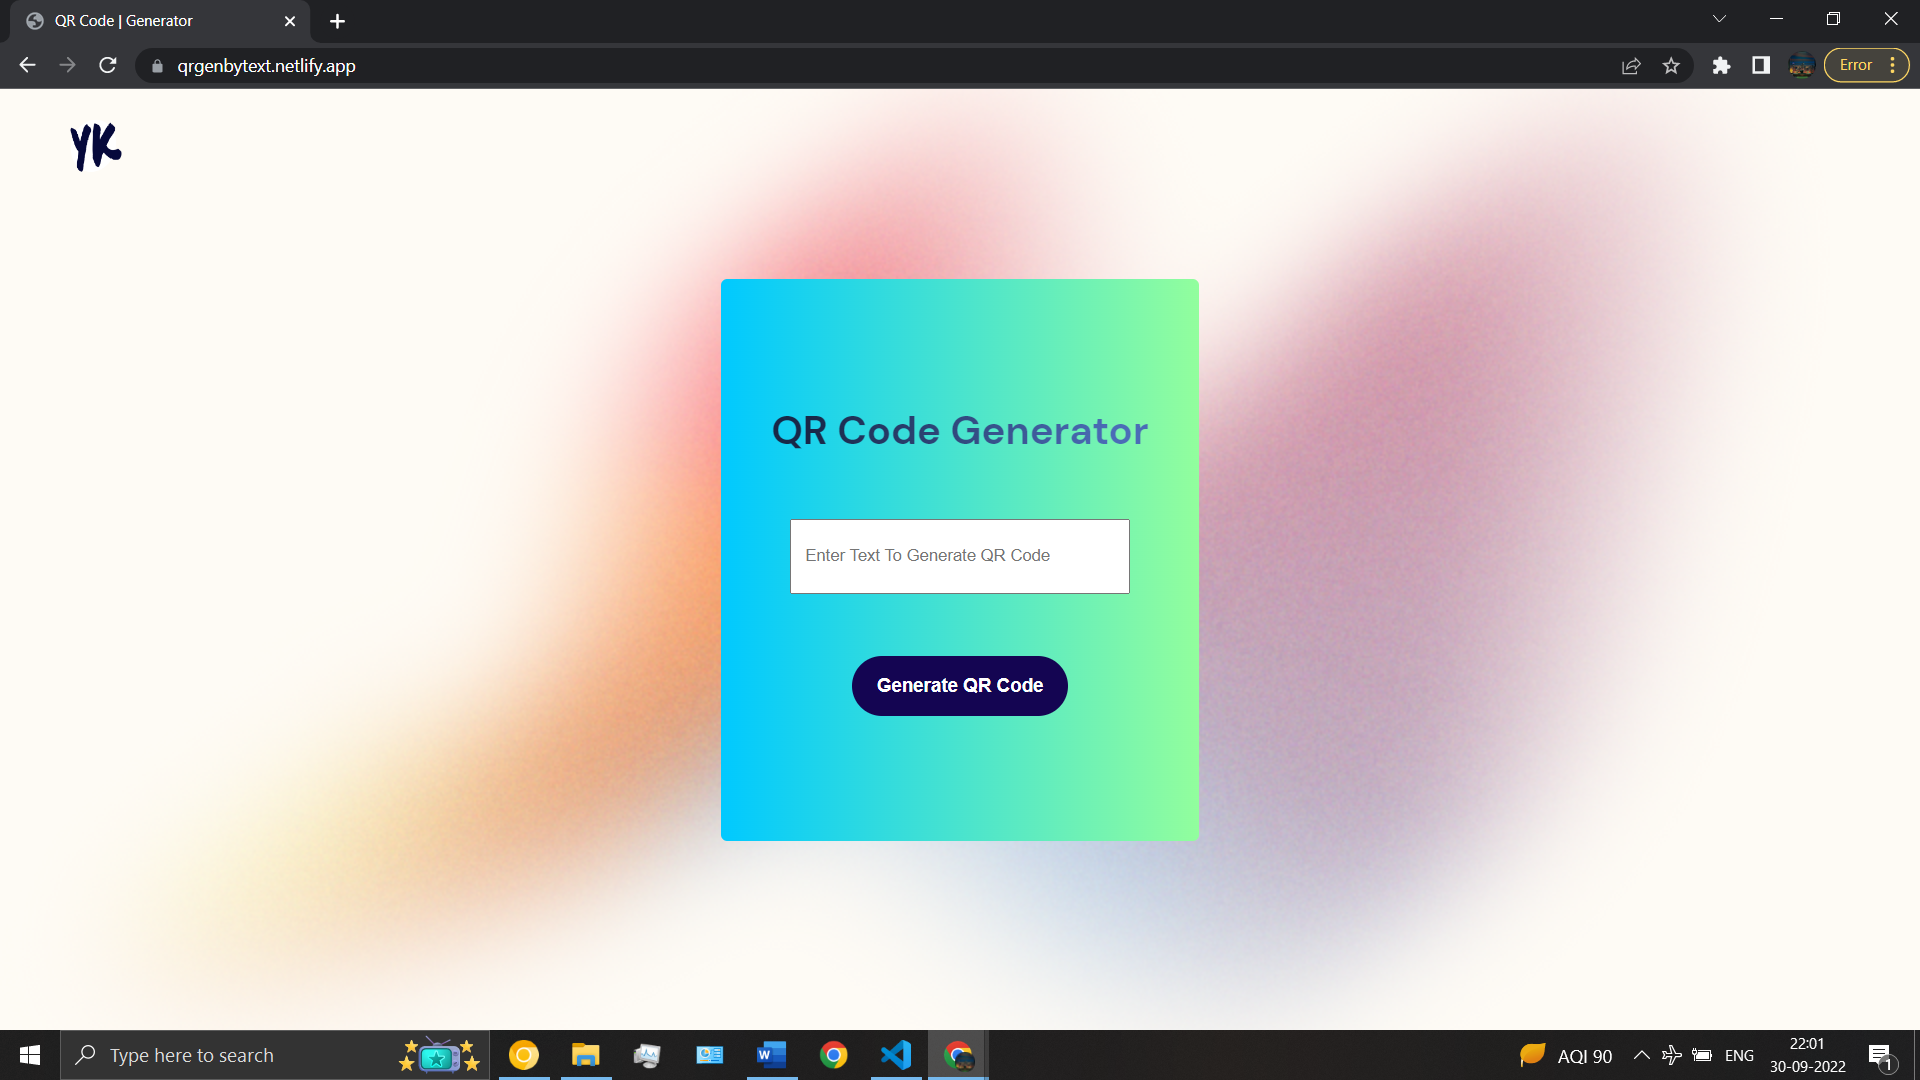 QR Code | Generator
qrgenbytext.netlify.app
Error
YK
QR Code Generator
Enter Text To Generate QR Code
Generate QR Code
Type here to search
W
AQI 90
ENG
22:01
30-09-2022
1